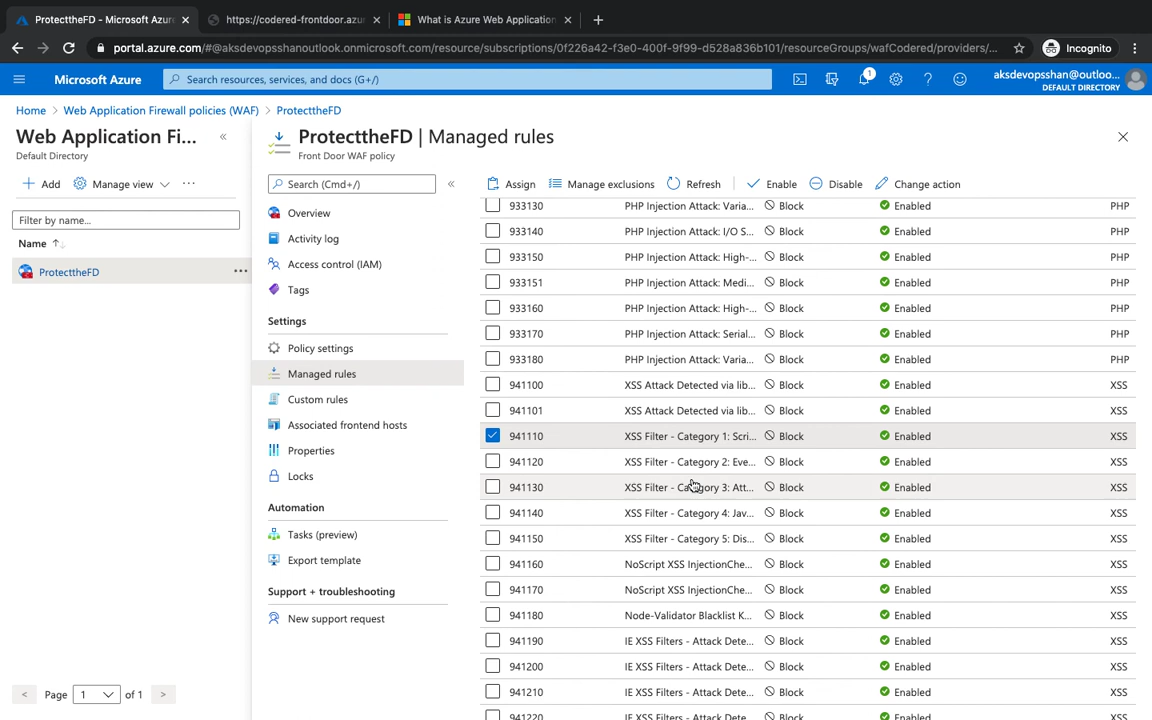 ProtecttheFD - Microsoft Azure
https://codered-frontdoor.azur
What is Azure Web Application
portal.azure.com/#@aksdevopsshanoutlook.onmicrosoft.com/resource/subscriptions/0f226a42-f3e0-400f-9f99-d528a836b101/resourceGroups/wafCodered/providers/...
Incognito
Microsoft Azure
Search resources, services, and docs (G+/)
1
aksdevopsshan@outloo...
DEFAULT DIRECTORY
Home > Web Application Firewall policies (WAF) > ProtecttheFD
Web Application Fi...
Default Directory
Add
Manage view
Filter by name...
Name
ProtecttheFD
Page 1 of 1
ProtecttheFD | Managed rules
Front Door WAF policy
Search (Cmd+/)
Overview
Activity log
Access control (IAM)
Tags
Settings
Policy settings
Managed rules
Custom rules
Associated frontend hosts
Properties
Locks
Automation
Tasks (preview)
Export template
Support + troubleshooting
New support request
Assign
Manage exclusions
Refresh
Enable
Disable
Change action
933130 PHP Injection Attack: Varia... Block Enabled PHP
933140 PHP Injection Attack: I/O S... Block Enabled PHP
933150 PHP Injection Attack: High-... Block Enabled PHP
933151 PHP Injection Attack: Medi... Block Enabled PHP
933160 PHP Injection Attack: High-... Block Enabled PHP
933170 PHP Injection Attack: Serial... Block Enabled PHP
933180 PHP Injection Attack: Varia... Block Enabled PHP
941100 XSS Attack Detected via lib... Block Enabled XSS
941101 XSS Attack Detected via lib... Block Enabled XSS
941110 XSS Filter - Category 1: Scri... Block Enabled XSS
941120 XSS Filter - Category 2: Eve... Block Enabled XSS
941130 XSS Filter - Category 3: Att... Block Enabled XSS
941140 XSS Filter - Category 4: Jav... Block Enabled XSS
941150 XSS Filter - Category 5: Dis... Block Enabled XSS
941160 NoScript XSS InjectionChe... Block Enabled XSS
941170 NoScript XSS InjectionChe... Block Enabled XSS
941180 Node-Validator Blacklist K... Block Enabled XSS
941190 IE XSS Filters - Attack Dete... Block Enabled XSS
941200 IE XSS Filters - Attack Dete... Block Enabled XSS
941210 IE XSS Filters - Attack Dete... Block Enabled XSS
941220 IE XSS Filters - Attack Dete... Block Enabled XSS